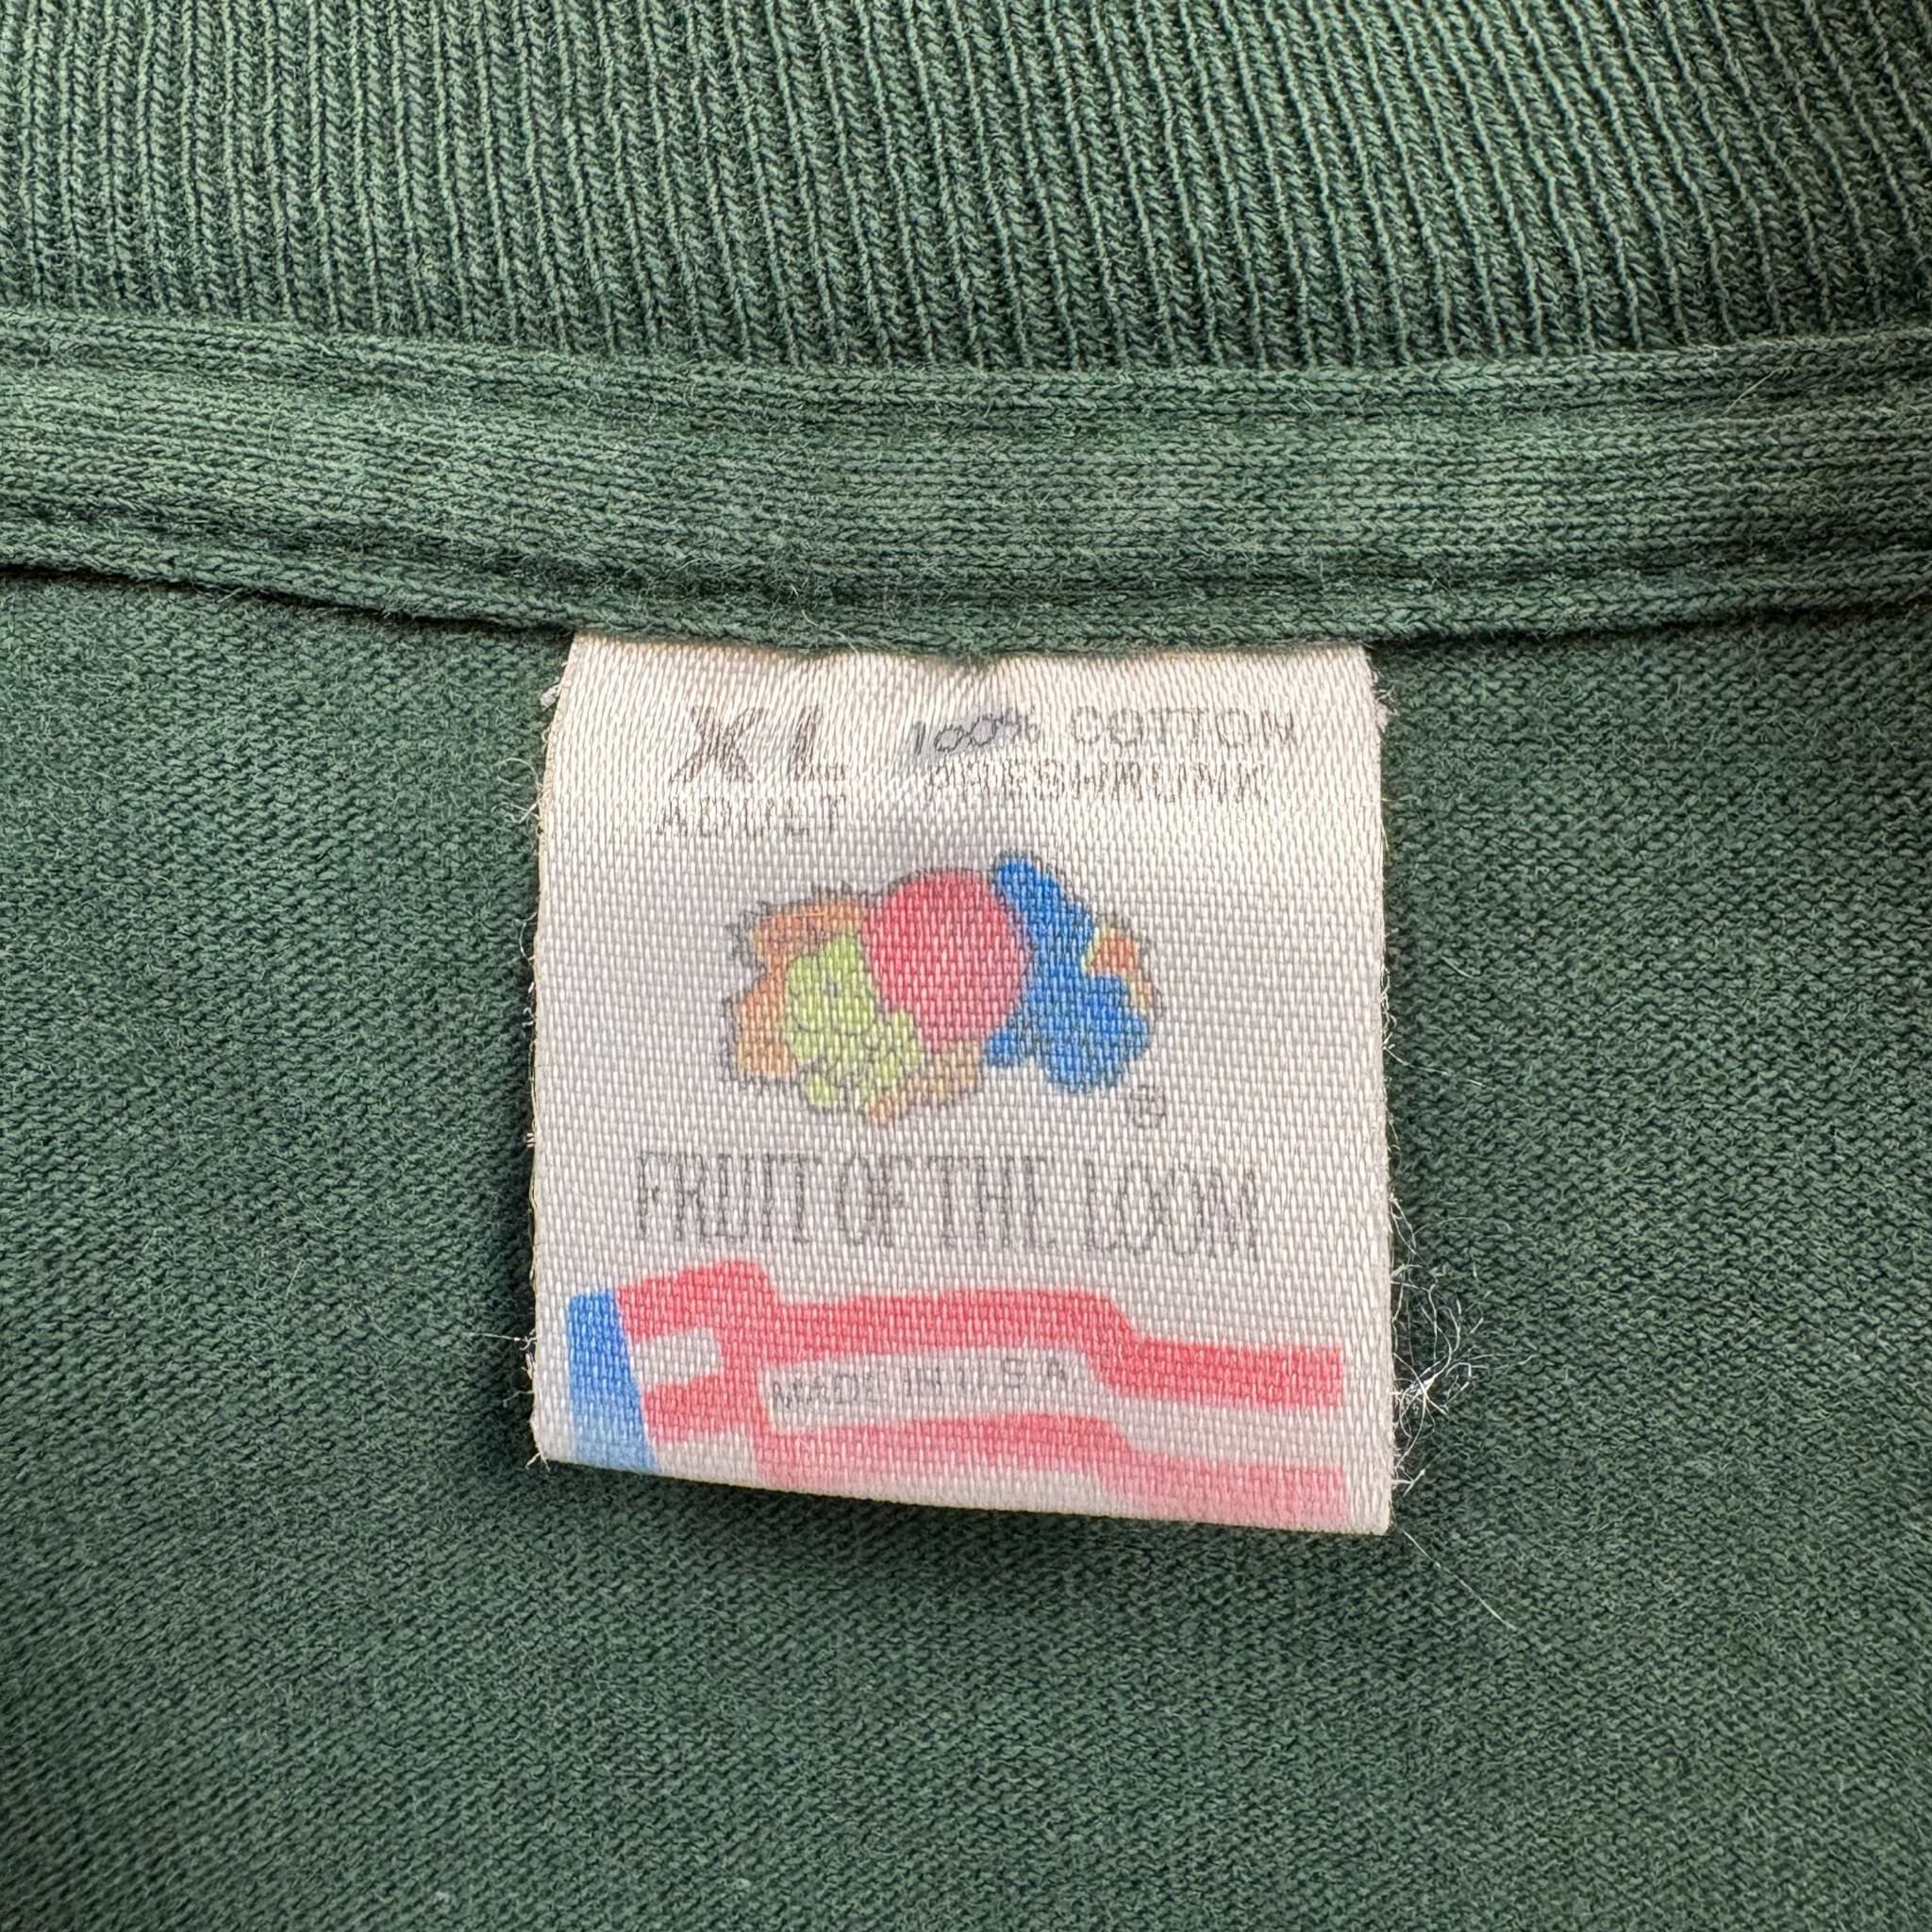 XL 100% COTTON
ADULT PRESHRUNK
®
FRUIT OF THE LOOM
MADE IN U.S.A.